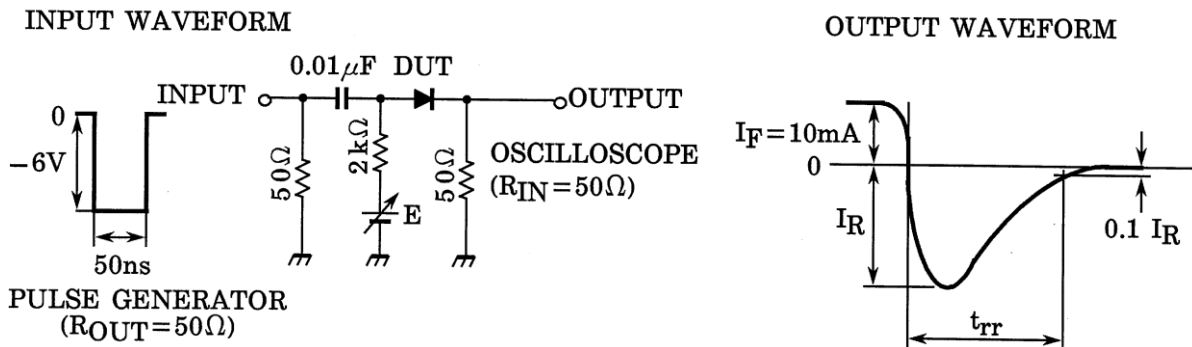 INPUT WAVEFORM
0
−6V
50ns
PULSE GENERATOR
(ROUT=50Ω)
0.01μF DUT
INPUT
OUTPUT
50Ω
2kΩ
E
50Ω
OSCILLOSCOPE
(RIN=50Ω)
OUTPUT WAVEFORM
IF=10mA
0
IR
0.1 IR
trr